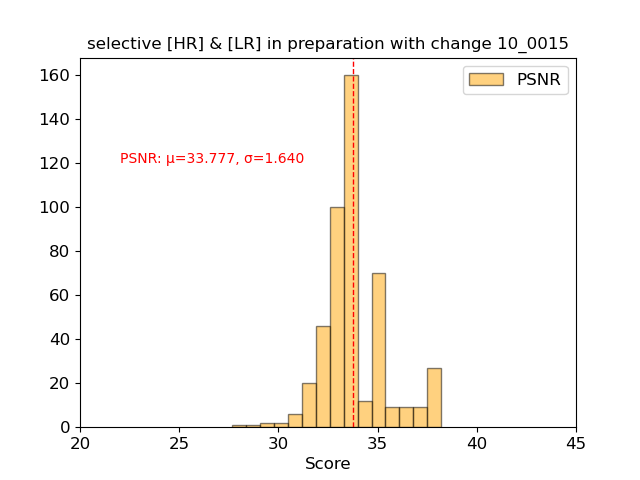 selective [HR] & [LR] in preparation with change 10_0015
PSNR
PSNR: μ=33.777, σ=1.640
160
140
120
100
80
60
40
20
0
20 25 30 35 40 45
Score